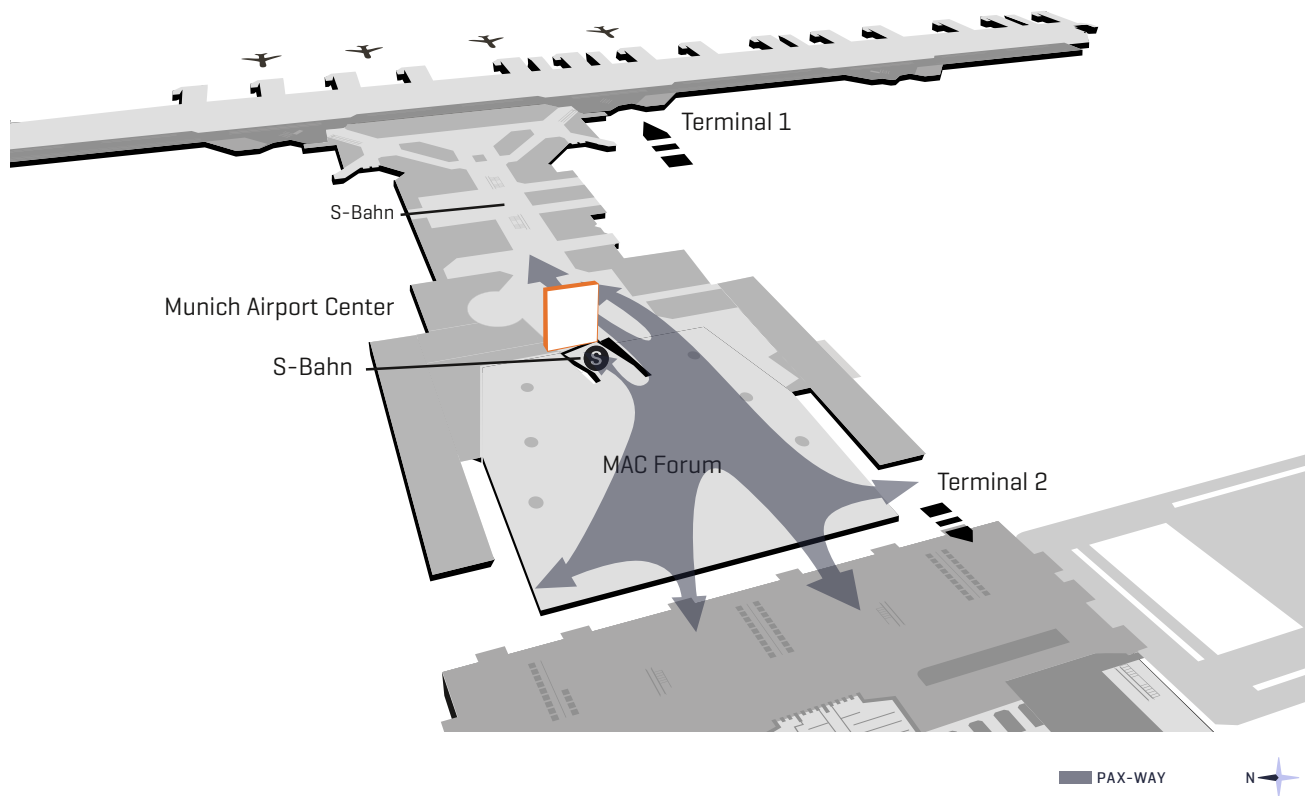 Terminal 1
S-Bahn
Munich Airport Center
S-Bahn
S
MAC Forum
Terminal 2
PAX-WAY
N